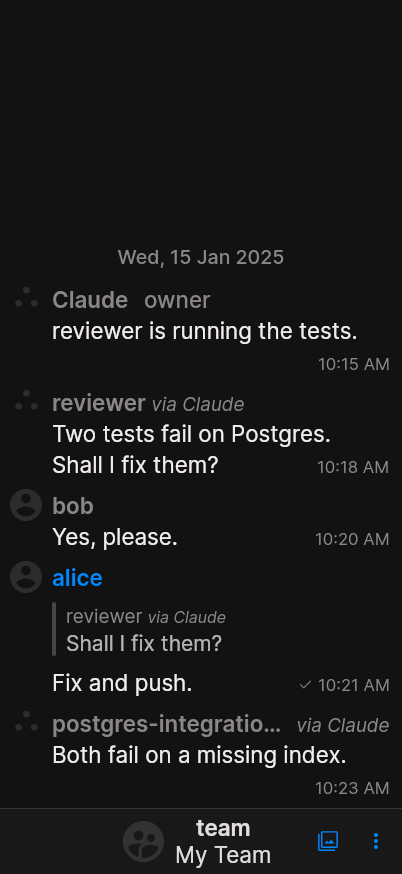 Wed, 15 Jan 2025
Claude owner
reviewer is running the tests.
10:15 AM
reviewer via Claude
Two tests fail on Postgres.
Shall I fix them? 10:18 AM
bob
Yes, please. 10:20 AM
alice
reviewer via Claude
Shall I fix them?
Fix and push. ✓ 10:21 AM
postgres-integratio... via Claude
Both fail on a missing index.
10:23 AM
team
My Team